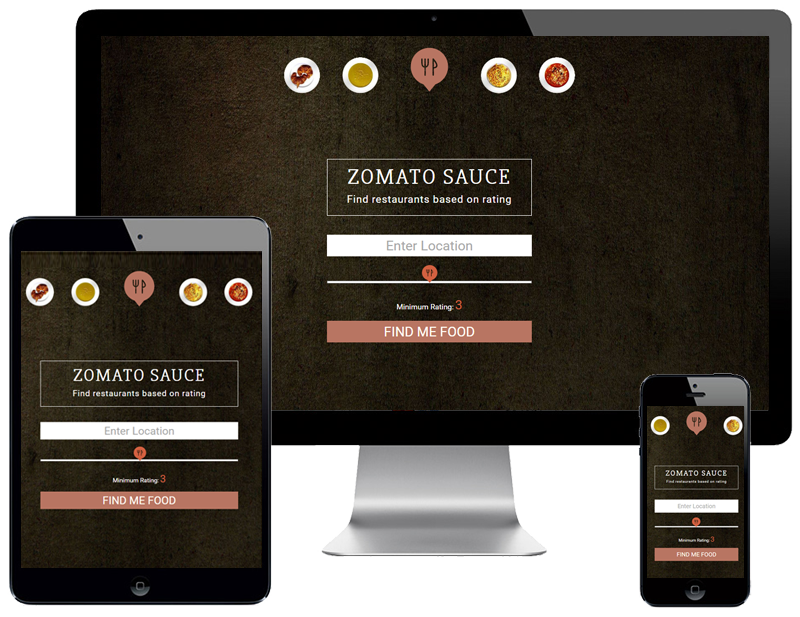 ZOMATO SAUCE
Find restaurants based on rating
Enter Location
Minimum Rating: 3
FIND ME FOOD
ZOMATO SAUCE
Find restaurants based on rating
Enter Location
Minimum Rating: 3
FIND ME FOOD
ZOMATO SAUCE
Find restaurants based on rating
Enter Location
Minimum Rating: 3
FIND ME FOOD